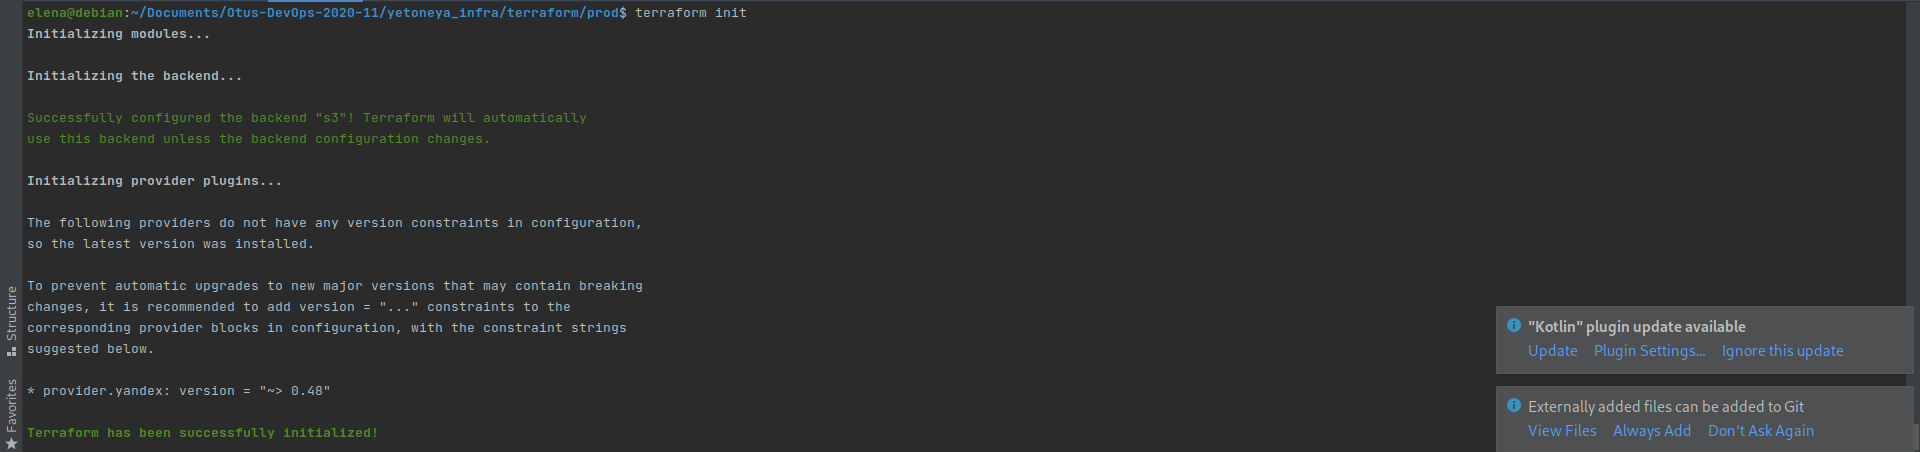 elena@debian:~/Documents/Otus-DevOps-2020-11/yetoneya_infra/terraform/prod$ terraform init
Initializing modules...
Initializing the backend...
Successfully configured the backend "s3"! Terraform will automatically
use this backend unless the backend configuration changes.
Initializing provider plugins...
The following providers do not have any version constraints in configuration,
so the latest version was installed.
To prevent automatic upgrades to new major versions that may contain breaking
changes, it is recommended to add version = "..." constraints to the
corresponding provider blocks in configuration, with the constraint strings
suggested below.
* provider.yandex: version = "~> 0.48"
Terraform has been successfully initialized!
Structure
Favorites
"Kotlin" plugin update available
Update Plugin Settings... Ignore this update
Externally added files can be added to Git
View Files Always Add Don't Ask Again